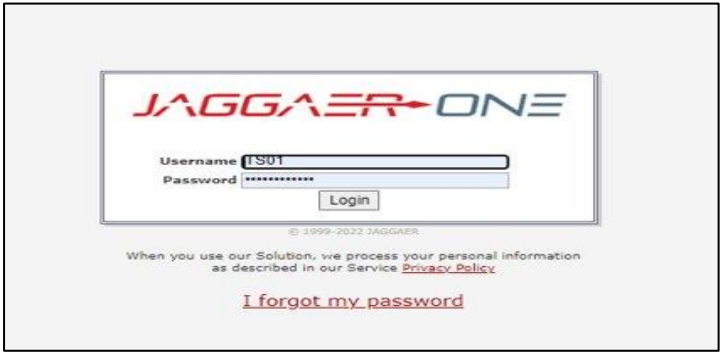 JAGGAER ONE
Username TS01
Password ••••••••••••
Login
© 1999-2022 JAGGAER
When you use our Solution, we process your personal information
as described in our Service Privacy Policy
I forgot my password